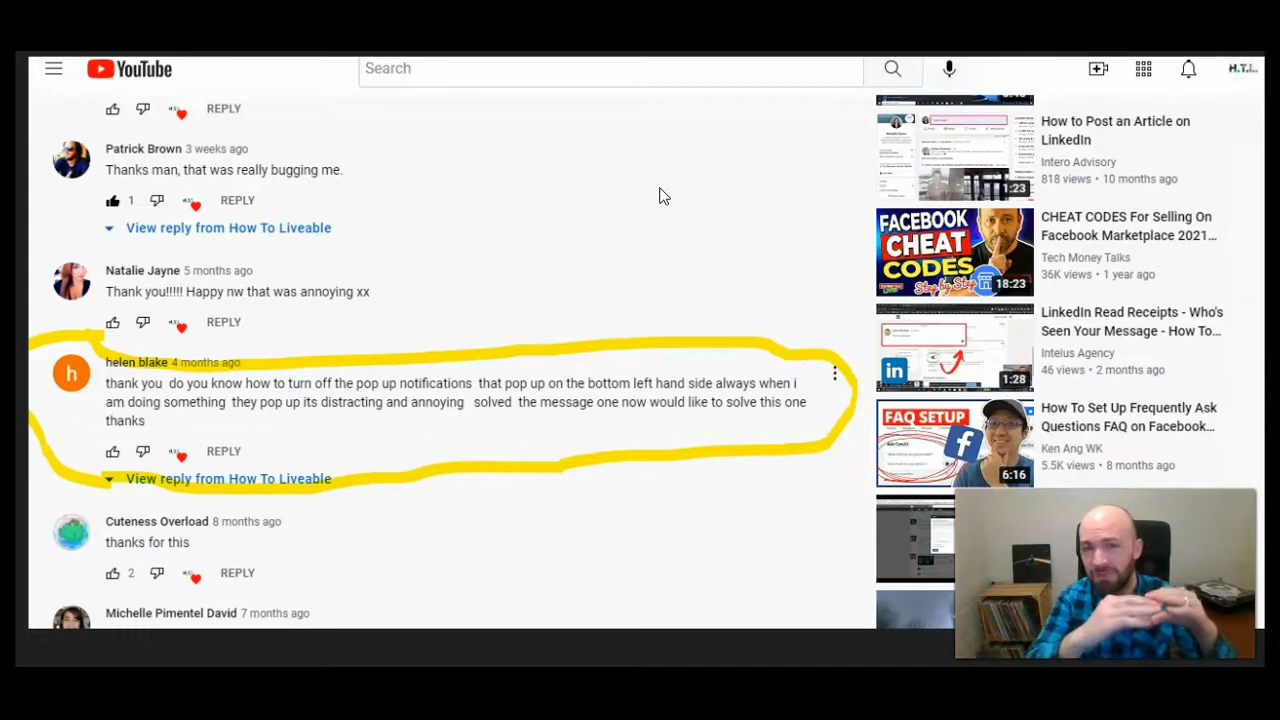 YouTube
Search
H.T.L.
REPLY
Patrick Brown 3 weeks ago
Thanks man, that was really bugging me.
1 REPLY
View reply from How To Liveable
Natalie Jayne 5 months ago
Thank you!!!!! Happy nw that was annoying xx
REPLY
helen blake 4 months ago
thank you do you know how to turn off the pop up notifications that pop up on the bottom left hand side always when i
am doing something they pop up its distracting and annoying solved the message one now would like to solve this one
thanks
REPLY
View reply from How To Liveable
Cuteness Overload 8 months ago
thanks for this
2 REPLY
Michelle Pimentel David 7 months ago
1:23
How to Post an Article on
LinkedIn
Intero Advisory
818 views • 10 months ago
FACEBOOK
CHEAT
CODES
Step by Step
18:23
CHEAT CODES For Selling On
Facebook Marketplace 2021...
Tech Money Talks
36K views • 1 year ago
in
1:28
LinkedIn Read Receipts - Who's
Seen Your Message - How To...
Inteius Agency
46 views • 2 months ago
FAQ SETUP
f
6:16
How To Set Up Frequently Ask
Questions FAQ on Facebook...
Ken Ang WK
5.5K views • 8 months ago